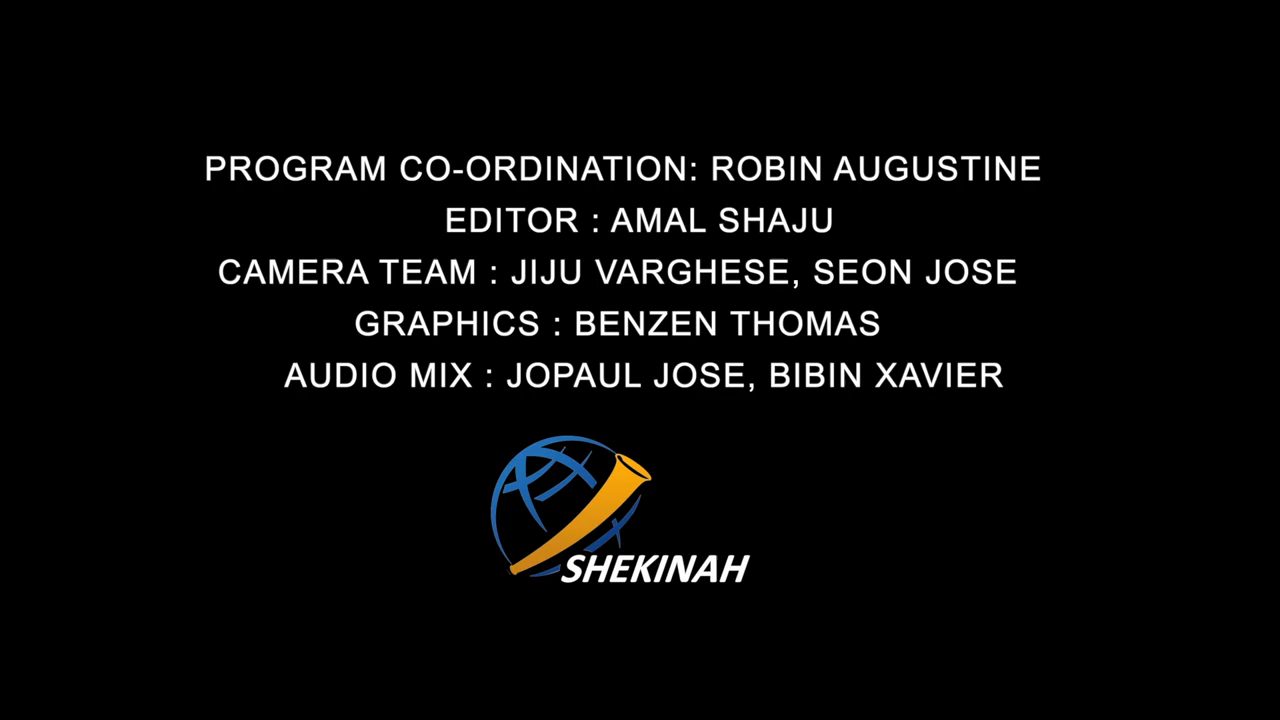 PROGRAM CO-ORDINATION: ROBIN AUGUSTINE
EDITOR : AMAL SHAJU
CAMERA TEAM : JIJU VARGHESE, SEON JOSE
GRAPHICS : BENZEN THOMAS
AUDIO MIX : JOPAUL JOSE, BIBIN XAVIER
SHEKINAH